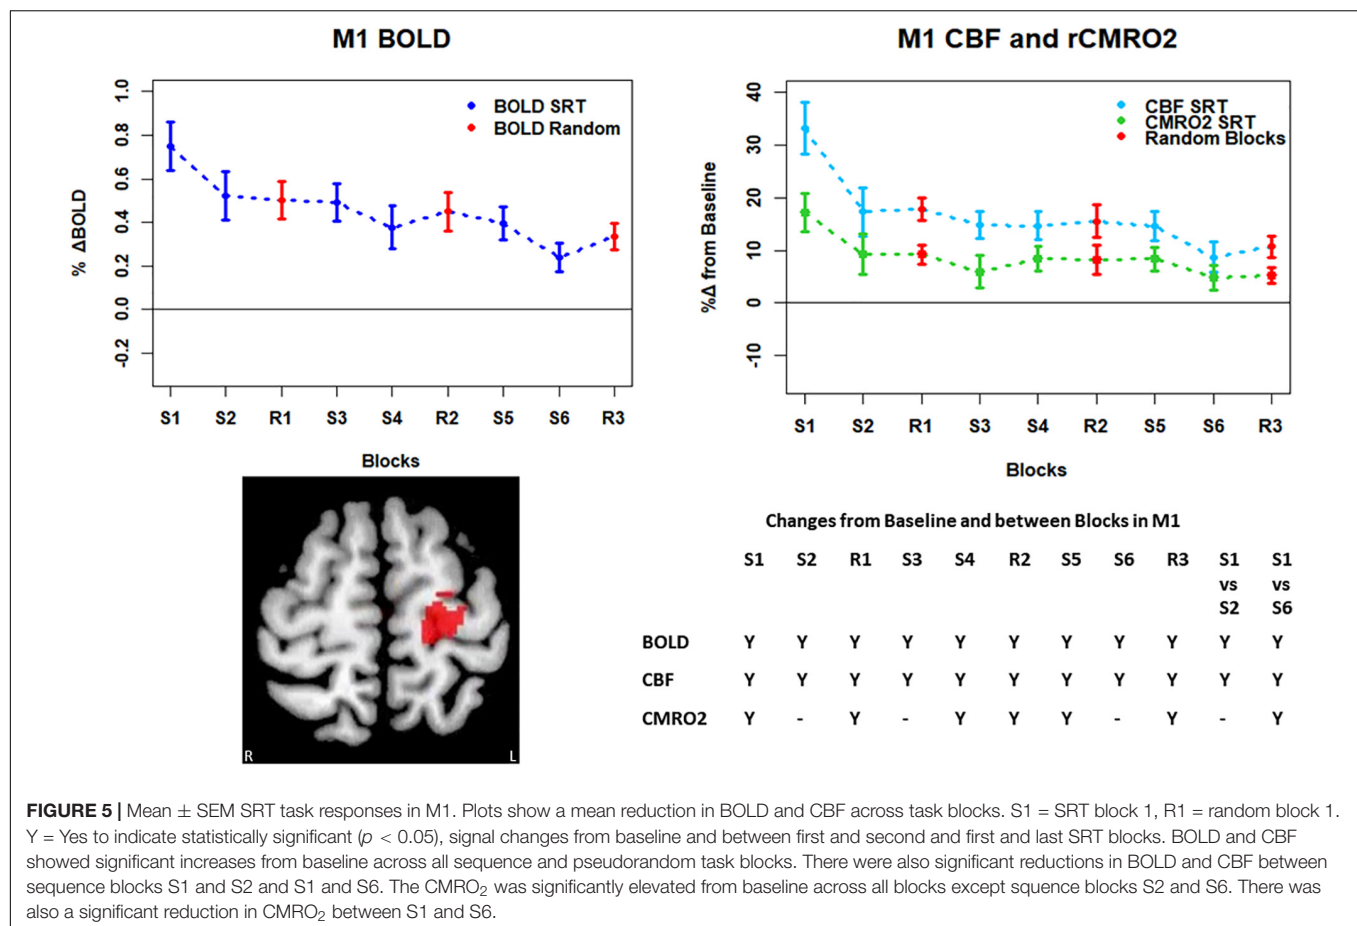 M1 BOLD
% ΔBOLD
1.0
0.8
0.6
0.4
0.2
0.0
-0.2
BOLD SRT
BOLD Random
S1 S2 R1 S3 S4 R2 S5 S6 R3
Blocks
M1 CBF and rCMRO2
%Δ from Baseline
40
30
20
10
0
-10
CBF SRT
CMRO2 SRT
Random Blocks
S1 S2 R1 S3 S4 R2 S5 S6 R3
Blocks
R L
Changes from Baseline and between Blocks in M1
S1 S2 R1 S3 S4 R2 S5 S6 R3 S1 S1
vs vs
S2 S6
BOLD Y Y Y Y Y Y Y Y Y Y Y
CBF Y Y Y Y Y Y Y Y Y Y Y
CMRO2 Y - Y - Y Y Y - Y - Y
FIGURE 5 | Mean ± SEM SRT task responses in M1. Plots show a mean reduction in BOLD and CBF across task blocks. S1 = SRT block 1, R1 = random block 1.
Y = Yes to indicate statistically significant (p < 0.05), signal changes from baseline and between first and second and first and last SRT blocks. BOLD and CBF
showed significant increases from baseline across all sequence and pseudorandom task blocks. There were also significant reductions in BOLD and CBF between
sequence blocks S1 and S2 and S1 and S6. The CMRO₂ was significantly elevated from baseline across all blocks except squence blocks S2 and S6. There was
also a significant reduction in CMRO₂ between S1 and S6.